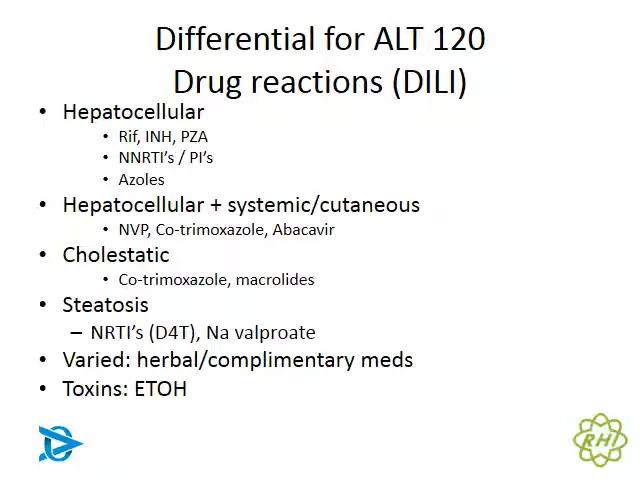 Differential for ALT 120
Drug reactions (DILI)
• Hepatocellular
• Rif, INH, PZA
• NNRTI's / PI's
• Azoles
• Hepatocellular + systemic/cutaneous
• NVP, Co-trimoxazole, Abacavir
• Cholestatic
• Co-trimoxazole, macrolides
• Steatosis
– NRTI's (D4T), Na valproate
• Varied: herbal/complimentary meds
• Toxins: ETOH
RHI